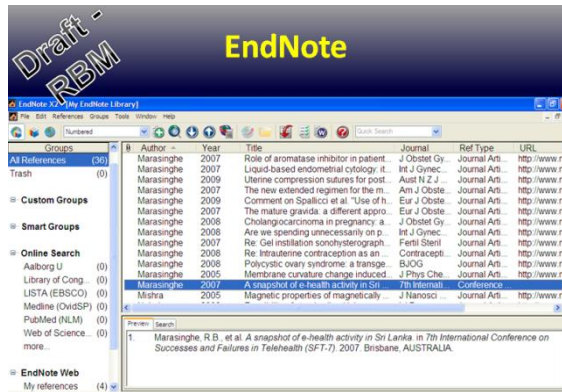 Draft -
RBM
EndNote
EndNote X2 - [My EndNote Library]
File Edit References Groups Tools Window Help
Numbered
Quick Search
Groups
Author Year Title Journal Ref Type URL
All References (36)
Marasinghe 2007 Role of aromatase inhibitor in patient... J Obstet Gy... Journal Arti... http://www.r
Trash (0)
Marasinghe 2007 Liquid-based endometrial cytology: it... Int J Gynec... Journal Arti... http://www.r
Marasinghe 2009 Uterine compression sutures for post... Aust N Z J ... Journal Arti... http://www.r
Marasinghe 2007 The new extended regimen for the m... Am J Obste... Journal Arti... http://www.r
Custom Groups
Marasinghe 2009 Comment on Spallicci et al. "Use of h... Eur J Obste... Journal Arti... http://www.r
Marasinghe 2007 The mature gravida: a different appro... Eur J Obste... Journal Arti... http://www.r
Smart Groups
Marasinghe 2008 Cholangiocarcinoma in pregnancy: a... J Obstet Gy... Journal Arti... http://www.r
Marasinghe 2008 Are we spending unnecessarily on p... Int J Gynec... Journal Arti... http://www.r
Online Search
Marasinghe 2007 Re: Gel instillation sonohysterograph... Fertil Steril Journal Arti... http://www.r
Aalborg U (0)
Marasinghe 2008 Re: Intrauterine contraception as an ... Contracepti... Journal Arti... http://www.r
Library of Cong... (0)
Marasinghe 2008 Polycystic ovary syndrome: a transge... BJOG Journal Arti... http://www.r
LISTA (EBSCO) (0)
Marasinghe 2005 Membrane curvature change induced... J Phys Che... Journal Arti... http://www.r
Medline (OvidSP) (0)
Marasinghe 2007 A snapshot of e-health activity in Sri ... 7th Internati... Conference ...
PubMed (NLM) (0)
Mishra 2005 Magnetic properties of magnetically ... J Nanosci ... Journal Arti... http://www.r
Web of Science... (0)
more...
EndNote Web
My references (4)
Preview Search
1. Marasinghe, R.B., et al. A snapshot of e-health activity in Sri Lanka. in 7th International Conference on
Successes and Failures in Telehealth (SFT-7). 2007. Brisbane, AUSTRALIA.